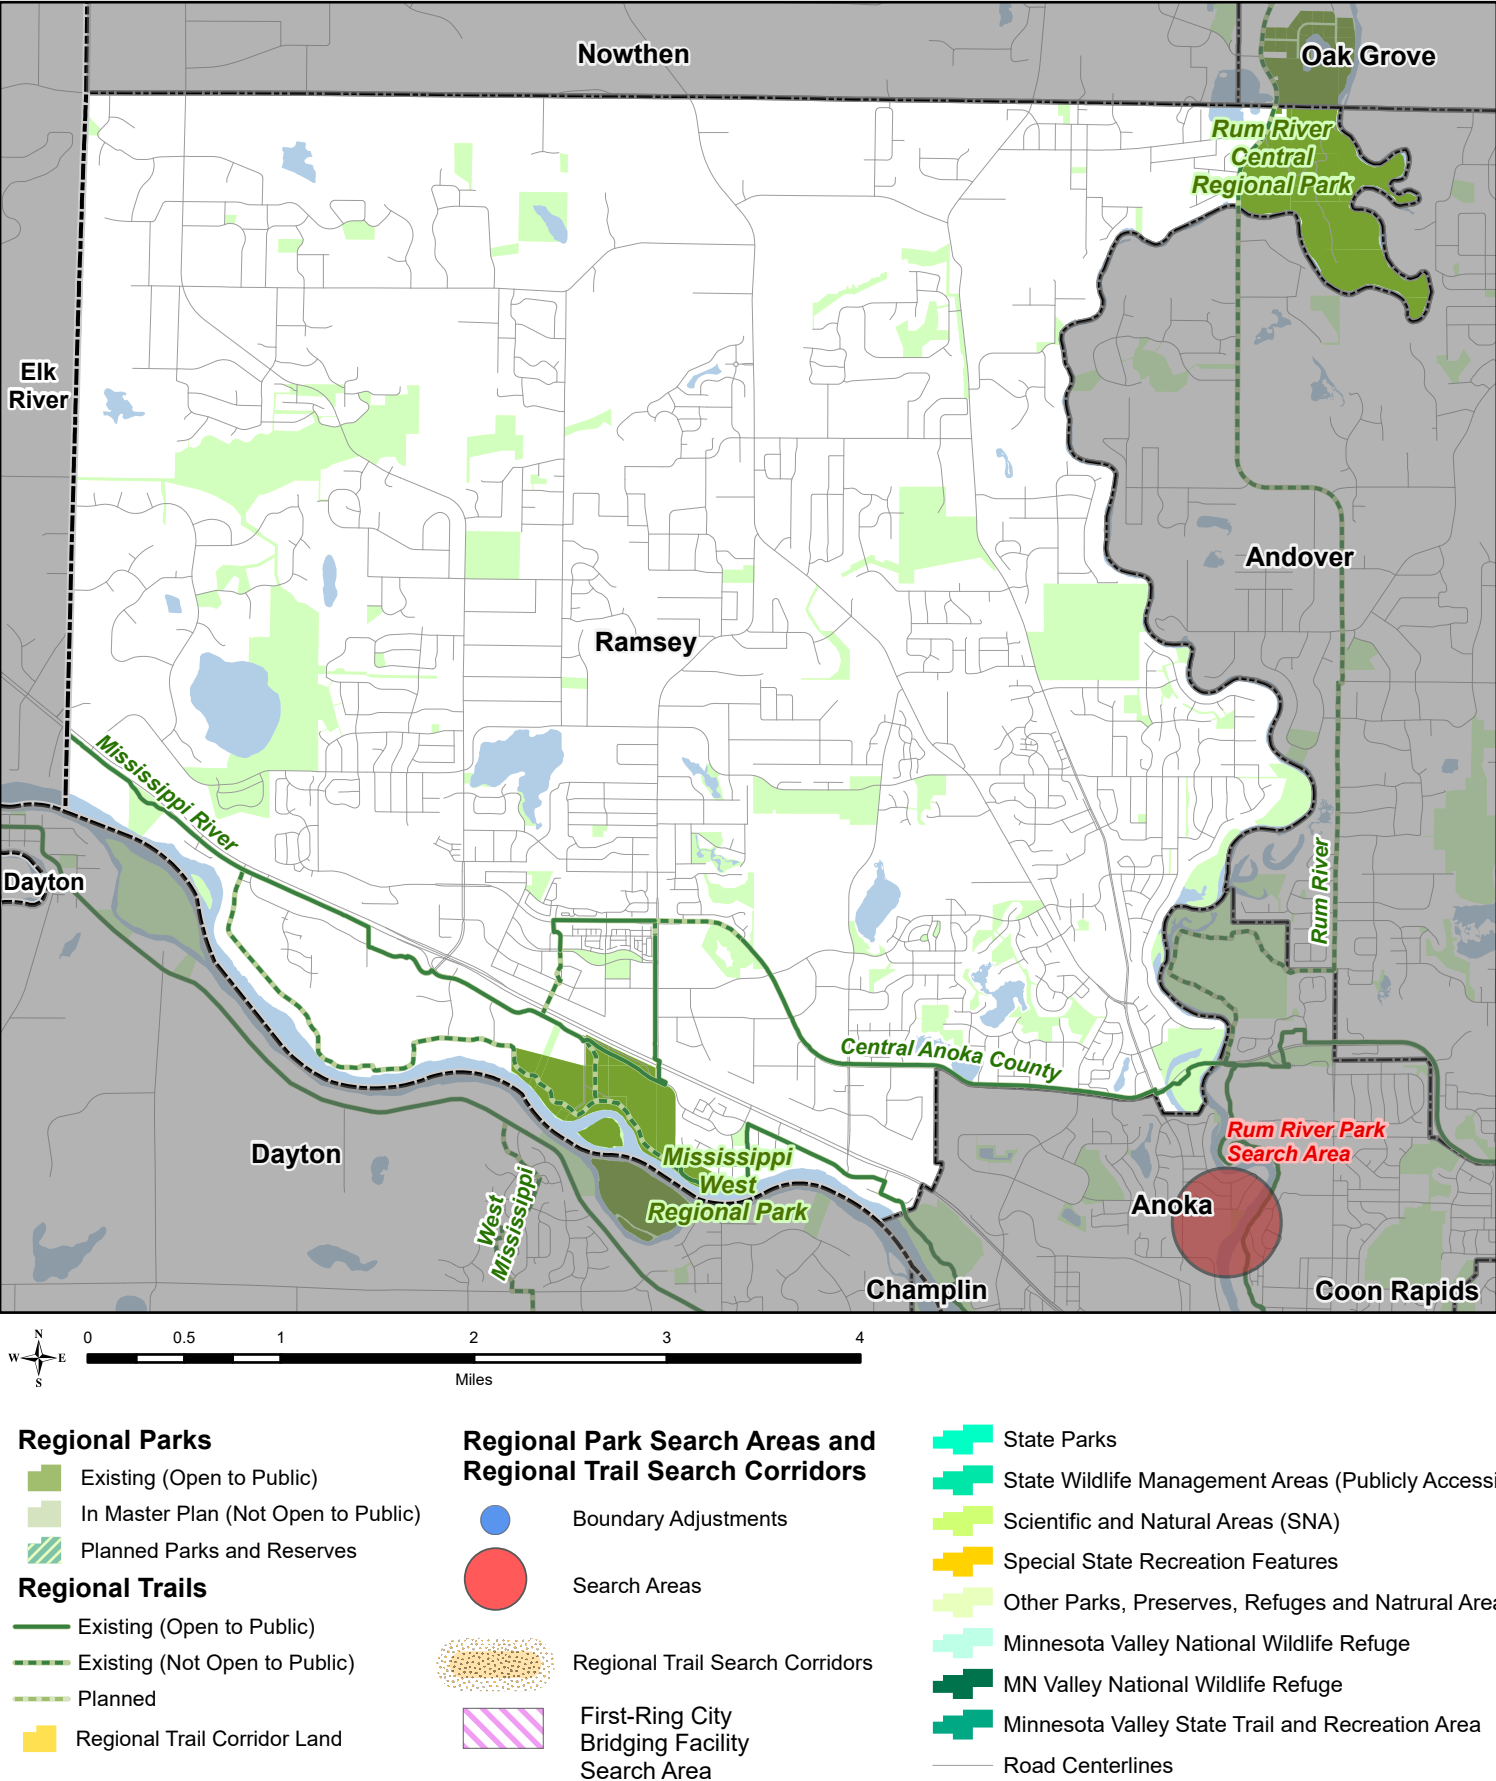 Nowthen
Oak Grove
Rum River
Central
Regional Park
Elk
River
Andover
Ramsey
Mississippi River
Dayton
Rum River
Central Anoka County
Rum River Park
Search Area
Dayton
Mississippi
West
Regional Park
West
Mississippi
Anoka
Champlin
Coon Rapids
N
W E
S
0 0.5 1 2 3 4
Miles
Regional Parks
Existing (Open to Public)
In Master Plan (Not Open to Public)
Planned Parks and Reserves
Regional Trails
Existing (Open to Public)
Existing (Not Open to Public)
Planned
Regional Trail Corridor Land
Regional Park Search Areas and
Regional Trail Search Corridors
Boundary Adjustments
Search Areas
Regional Trail Search Corridors
First-Ring City
Bridging Facility
Search Area
State Parks
State Wildlife Management Areas (Publicly Accessi
Scientific and Natural Areas (SNA)
Special State Recreation Features
Other Parks, Preserves, Refuges and Natrural Area
Minnesota Valley National Wildlife Refuge
MN Valley National Wildlife Refuge
Minnesota Valley State Trail and Recreation Area
Road Centerlines